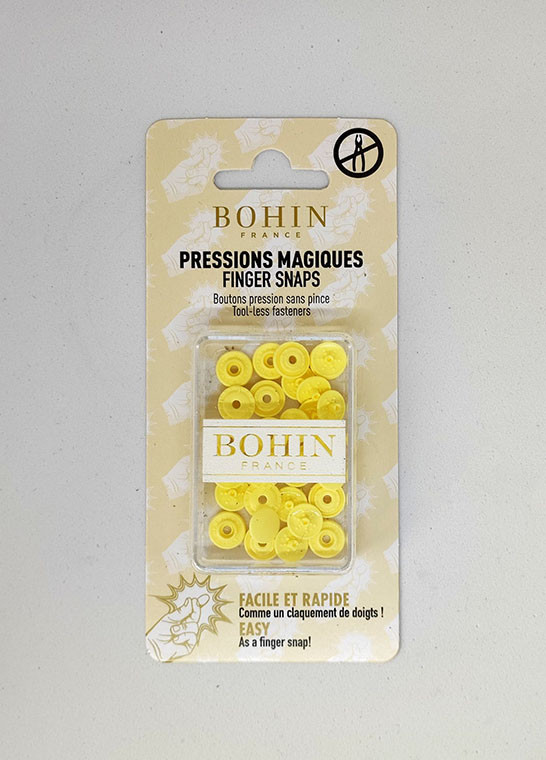 BOHIN
FRANCE
PRESSIONS MAGIQUES
FINGER SNAPS
Boutons pression sans pince
Tool-less fasteners
BOHIN
FRANCE
FACILE ET RAPIDE
Comme un claquement de doigts !
EASY
As a finger snap!